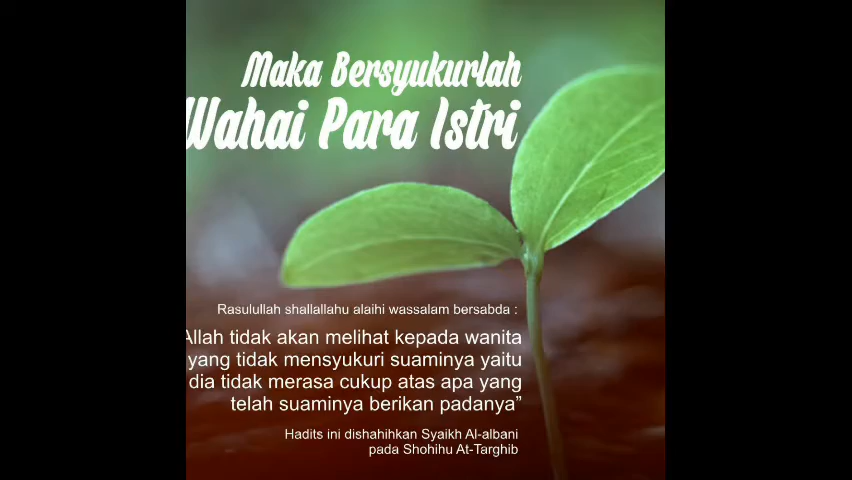 Maka Bersyukurlah
Wahai Para Istri
Rasulullah shallallahu alaihi wassalam bersabda :
Allah tidak akan melihat kepada wanita
yang tidak mensyukuri suaminya yaitu
dia tidak merasa cukup atas apa yang
telah suaminya berikan padanya”
Hadits ini dishahihkan Syaikh Al-albani
pada Shohihu At-Targhib